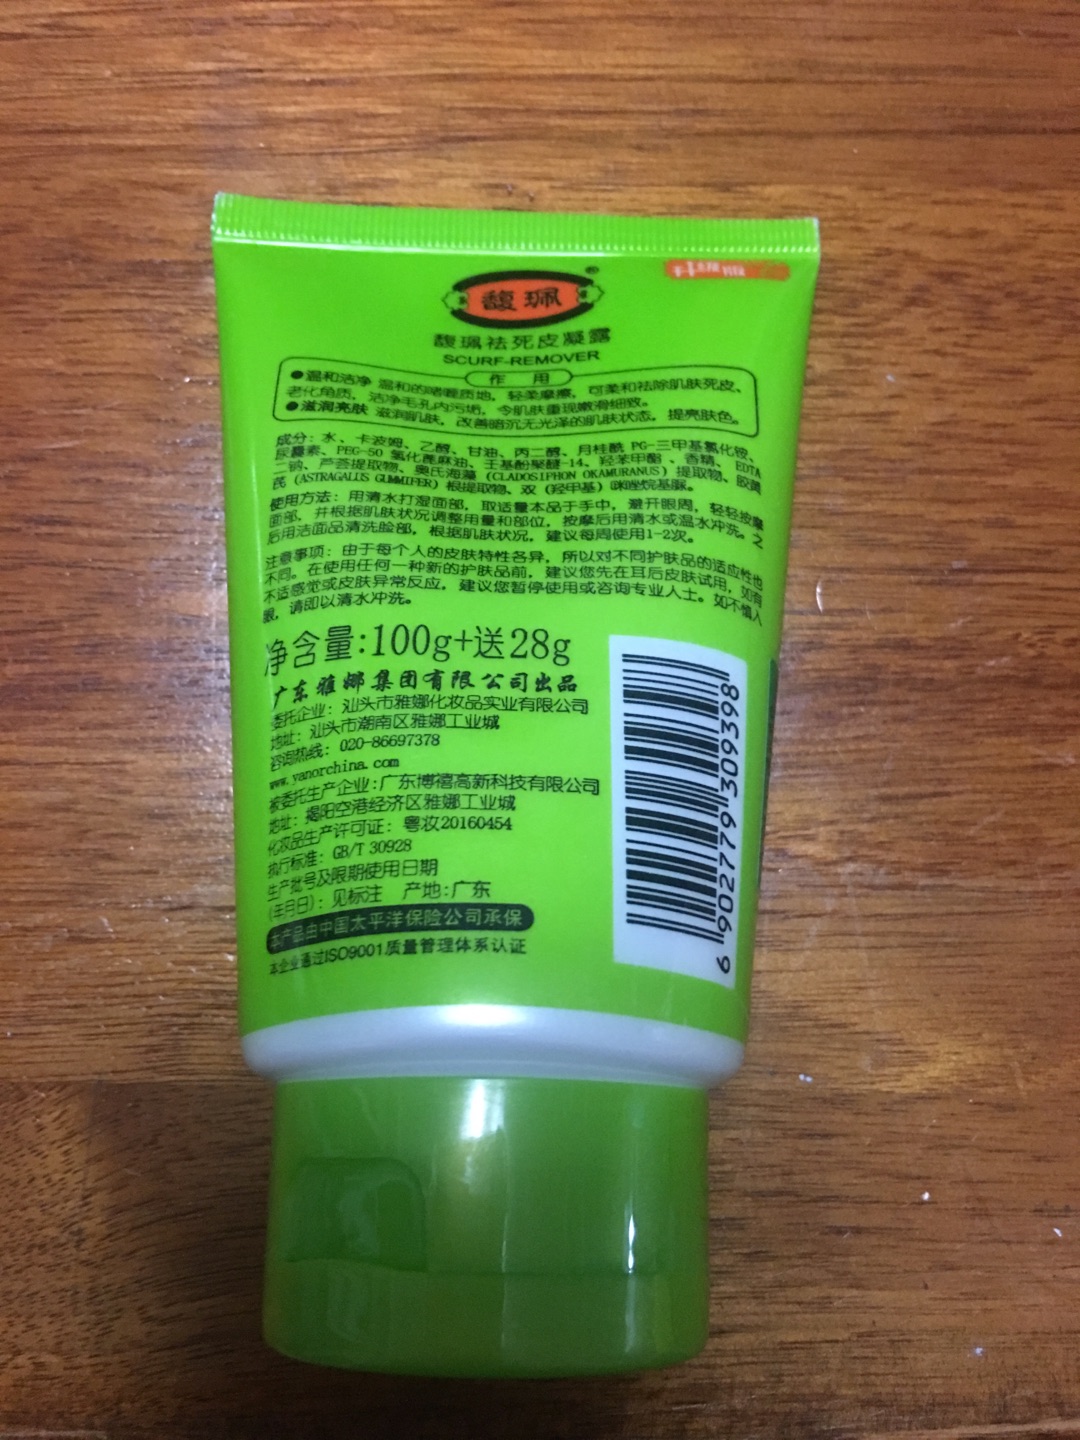 升级版
馥珮®
馥珮祛死皮凝露
SCURF-REMOVER
作用
●温和洁净 温和的啫喱质地,轻柔摩擦,可柔和祛除肌肤死皮、
老化角质,洁净毛孔内污垢,令肌肤重现嫩滑细致。
●滋润亮肤 滋润肌肤,改善暗沉无光泽的肌肤状态,提亮肤色。
成分:水、卡波姆、乙醇、甘油、丙二醇、月桂酰 PG-三甲基氯化铵、
尿囊素、PEG-50 氢化蓖麻油、壬基酚聚醚-14、羟苯甲酯、香精、EDTA
二钠、芦荟提取物、奥氏海藻(CLADOSIPHON OKAMURANUS)提取物、胶黄
芪(ASTRAGALUS GUMMIFER)根提取物、双(羟甲基)咪唑烷基脲。
使用方法:用清水打湿面部,取适量本品于手中,避开眼周,轻轻按摩
面部,并根据肌肤状况调整用量和部位,按摩后用清水或温水冲洗。之
后用洁面品清洗脸部,根据肌肤状况,建议每周使用1-2次。
注意事项:由于每个人的皮肤特性各异,所以对不同护肤品的适应性也
不同。在使用任何一种新的护肤品前,建议您先在耳后皮肤试用,如有
不适感觉或皮肤异常反应,建议您暂停使用或咨询专业人士。如不慎入
眼,请即以清水冲洗。
净含量:100g+送28g
广东雅娜集团有限公司出品
委托企业:汕头市雅娜化妆品实业有限公司
地址:汕头市潮南区雅娜工业城
咨询热线:020-86697378
www.yanorchina.com
被委托生产企业:广东博禧高新科技有限公司
地址:揭阳空港经济区雅娜工业城
化妆品生产许可证:粤妆20160454
执行标准:GB/T 30928
生产批号及限期使用日期
(年月日):见标注 产地:广东
本产品由中国太平洋保险公司承保
本企业通过ISO9001质量管理体系认证
6 902779 309398